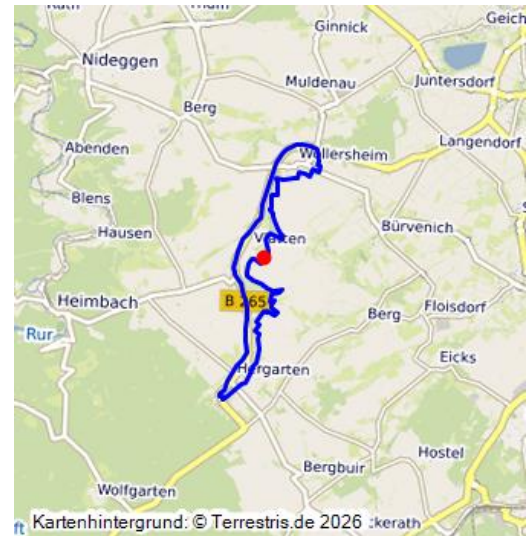 Ginnick
Geich
Nideggen
Muldenau
Juntersdorf
Berg
Langendorf
Abenden
Wollersheim
Blens
Bürvenich
Hausen
Vlatten
Heimbach
B 265
Berg
Floisdorf
Rur
Eicks
Hergarten
Hostel
Bergbuir
Wolfgarten
Kartenhintergrund: © Terrestris.de 2026